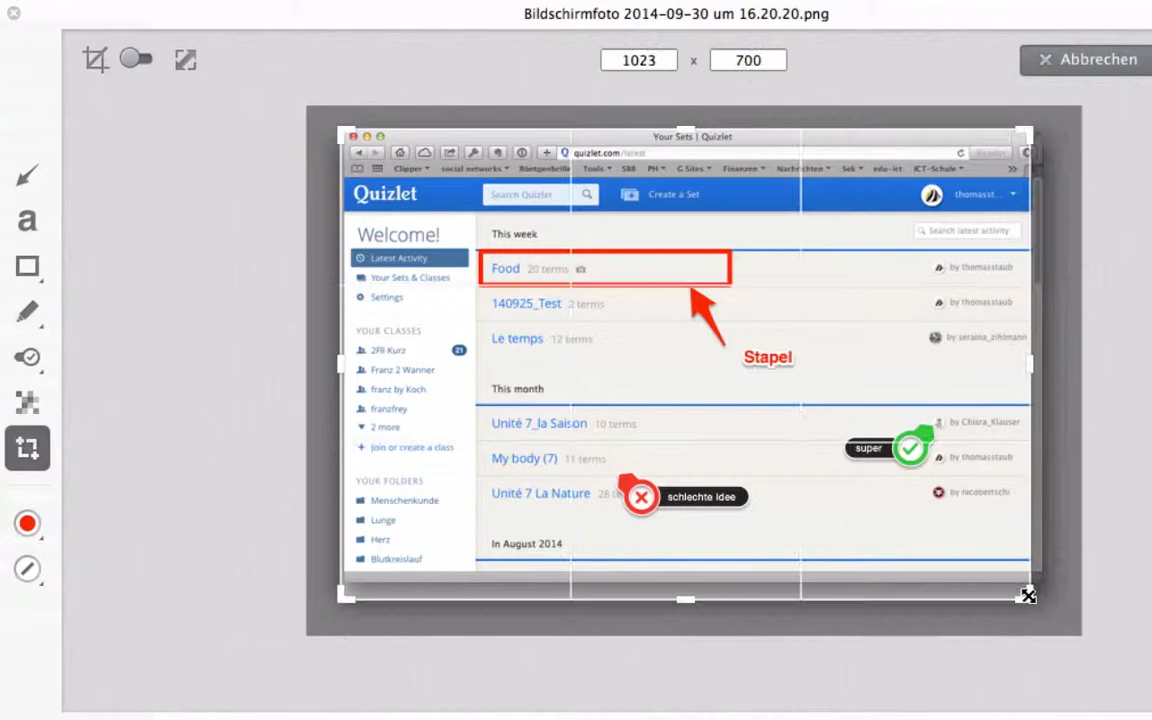 Bildschirmfoto 2014-09-30 um 16.20.20.png
1023 x 700
Abbrechen
Your Sets | Quizlet
quizlet.com/latest
Reader
Clipper social networks Röntgenbrille Tools SBB PH G Sites Finanzen Nachrichten Sek edu-ict ICT-Schule
Quizlet
Search Quizlet
Create a Set
thomasst...
Welcome!
Latest Activity
Your Sets & Classes
Settings
YOUR CLASSES
2FII Kurz 21
Franz 2 Wanner
franz by Koch
franzfrey
2 more
Join or create a class
YOUR FOLDERS
Menschenkunde
Lunge
Herz
Blutkreislauf
This week
Search latest activity
Food 20 terms by thomasstaub
140925_Test 2 terms by thomasstaub
Le temps 12 terms by seraina_zihlmann
Stapel
This month
Unité 7_la Saison 10 terms by Chiara_Klauser
super
My body (7) 11 terms by thomasstaub
Unité 7 La Nature 28 by nicobertschi
schlechte Idee
In August 2014
a